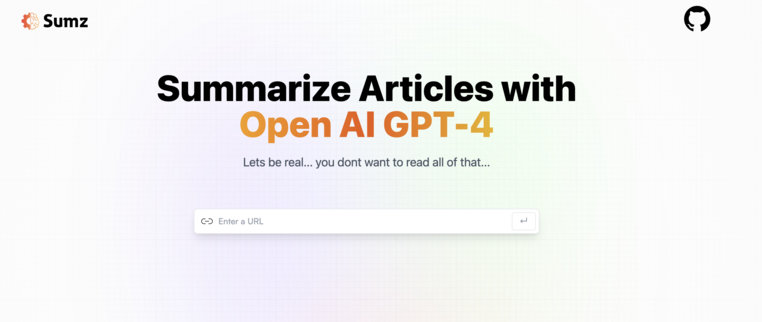 Sumz
Summarize Articles with
Open AI GPT-4
Lets be real... you dont want to read all of that...
Enter a URL